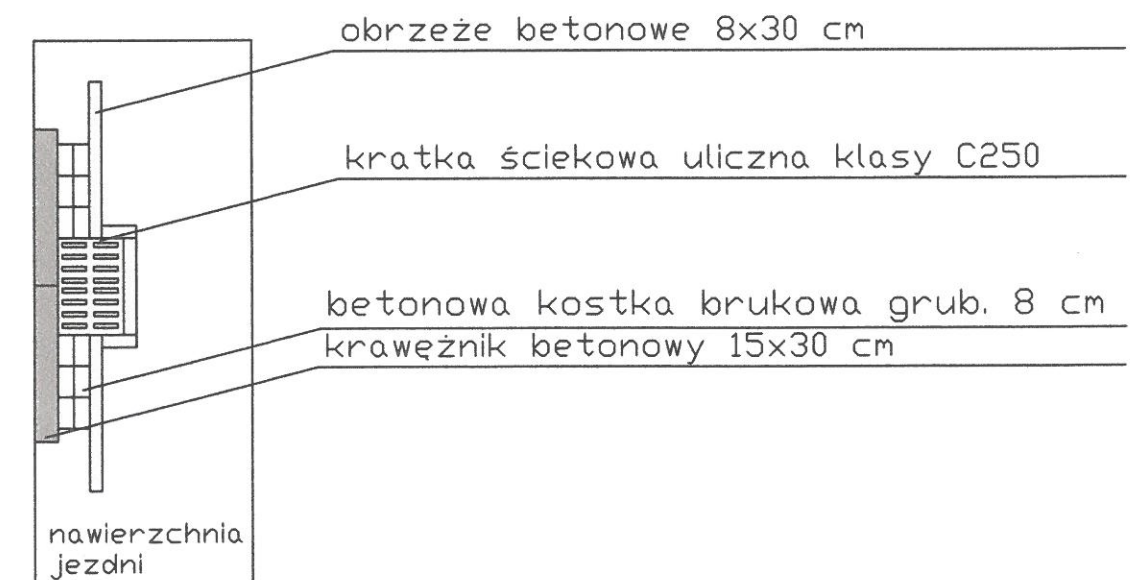 obrzeże betonowe 8x30 cm
kratka ściekowa uliczna klasy C250
betonowa kostka brukowa grub. 8 cm
krawężnik betonowy 15x30 cm
nawierzchnia
jezdni